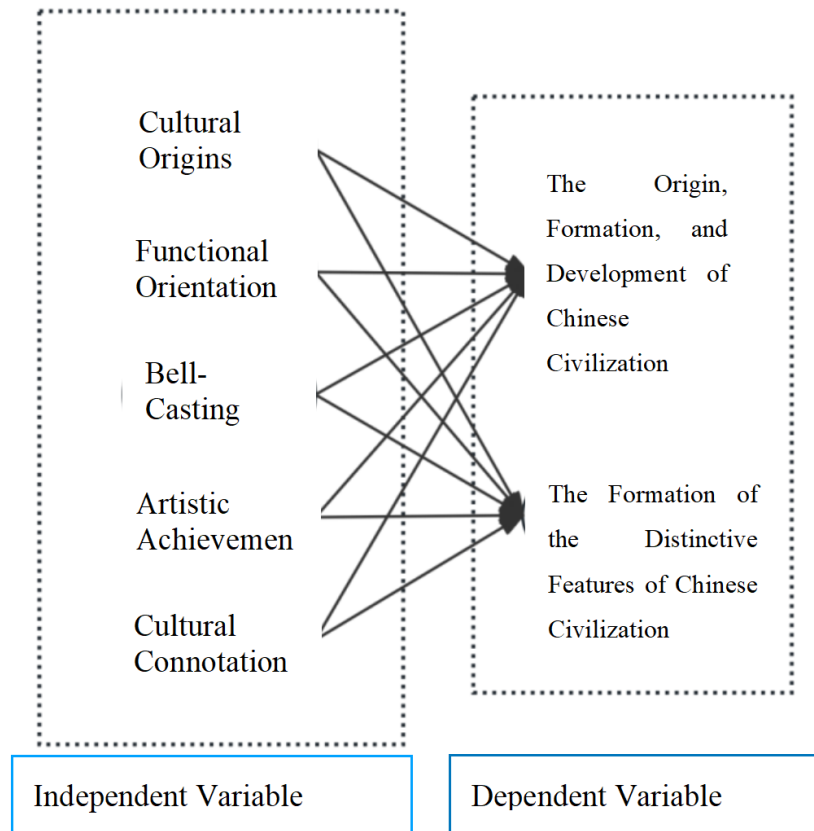 Cultural
Origins
Functional
Orientation
Bell-
Casting
Artistic
Achievemen
Cultural
Connotation
The Origin,
Formation, and
Development of
Chinese
Civilization
The Formation of
the Distinctive
Features of Chinese
Civilization
Independent Variable
Dependent Variable